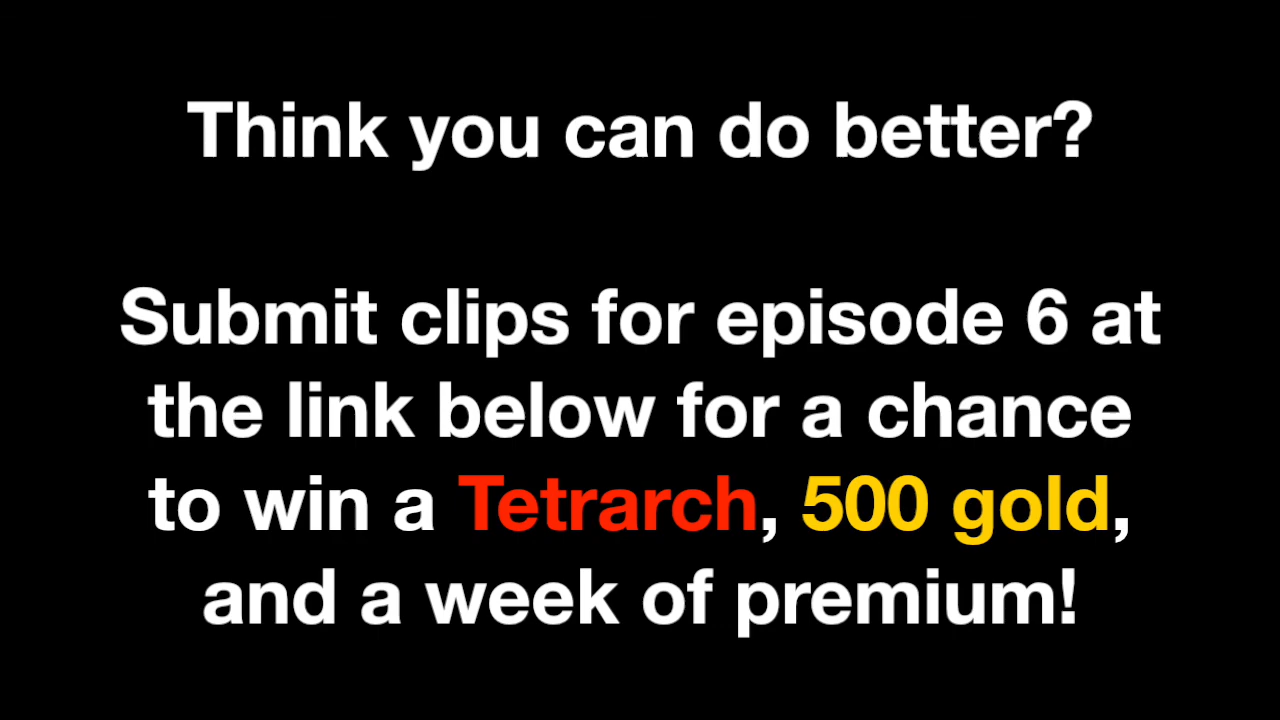 Think you can do better?
Submit clips for episode 6 at
the link below for a chance
to win a Tetrarch, 500 gold,
and a week of premium!